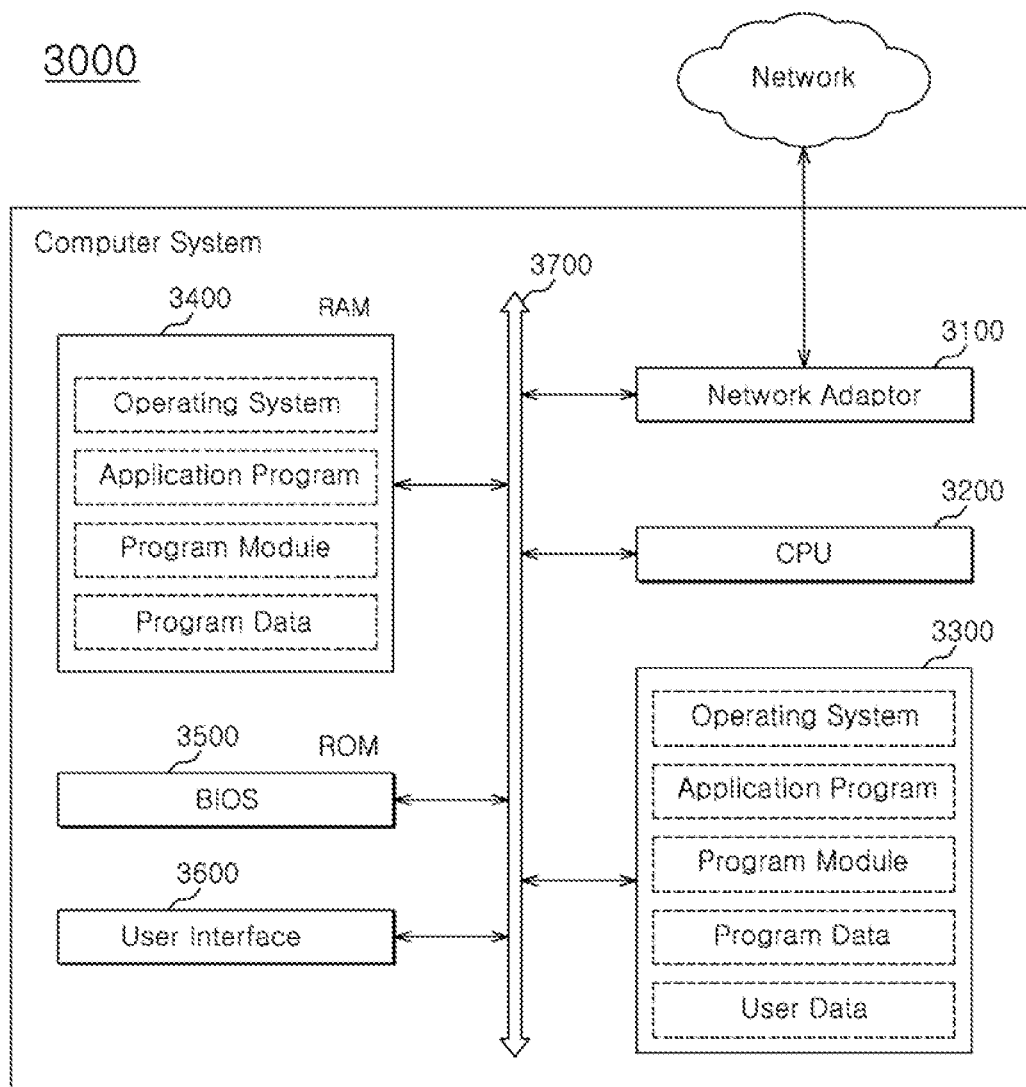 3000
Network
Computer System
3700
3400
RAM
3100
Operating System
Network Adaptor
Application Program
3200
Program Module
CPU
Program Data
3300
Operating System
3500
ROM
BIOS
Application Program
Program Module
3600
User Interface
Program Data
User Data